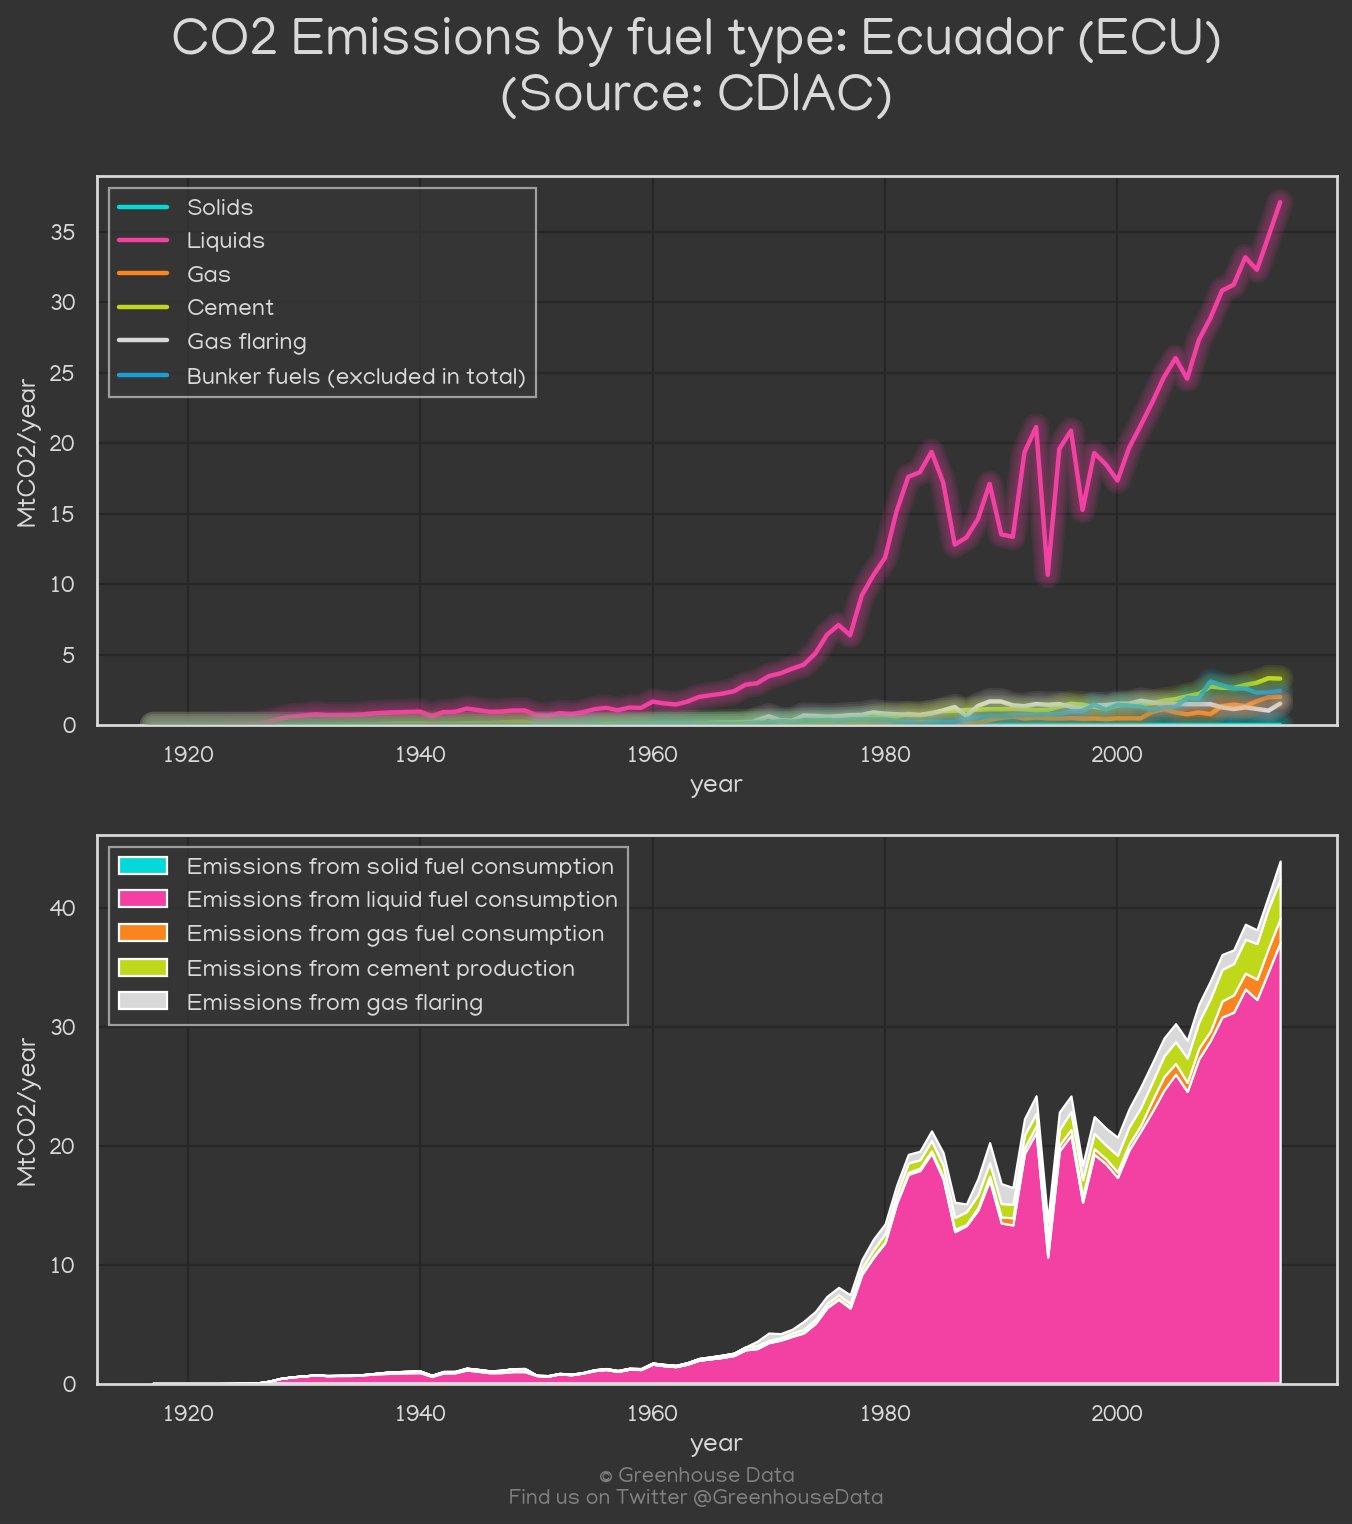 CO2 Emissions by fuel type: Ecuador (ECU)
(Source: CDIAC)
Solids
Liquids
Gas
Cement
Gas flaring
Bunker fuels (excluded in total)
35
30
25
20
15
10
5
0
MtCO2/year
1920 1940 1960 1980 2000
year
Emissions from solid fuel consumption
Emissions from liquid fuel consumption
Emissions from gas fuel consumption
Emissions from cement production
Emissions from gas flaring
40
30
20
10
0
MtCO2/year
1920 1940 1960 1980 2000
year
© Greenhouse Data
Find us on Twitter @GreenhouseData